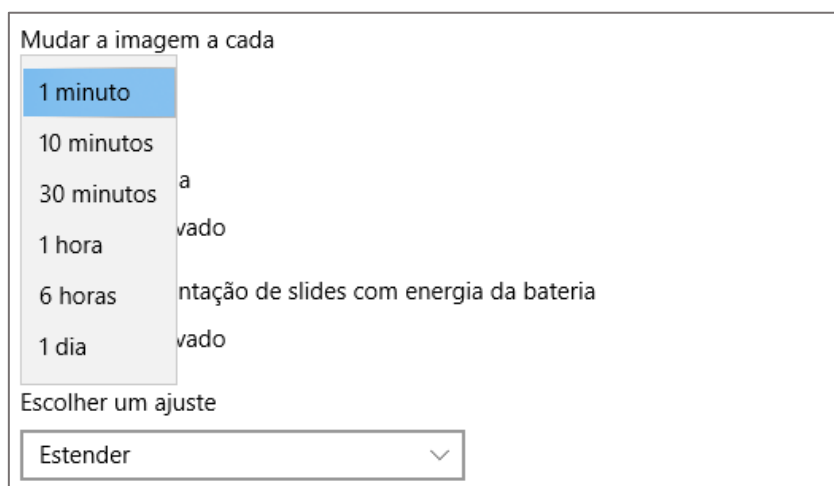 Mudar a imagem a cada
1 minuto
10 minutos
30 minutos
a
1 hora
vado
6 horas
ntação de slides com energia da bateria
1 dia
vado
Escolher um ajuste
Estender